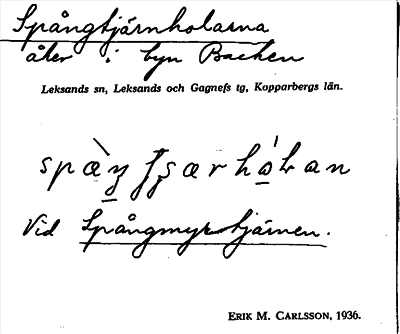 Spångtjärnholarna
åker i byn Backen
Leksands sn, Leksands och Gagnefs tg, Kopparbergs län.
Vid Spångmyrtjärnen.
ERIK M. CARLSSON, 1936.